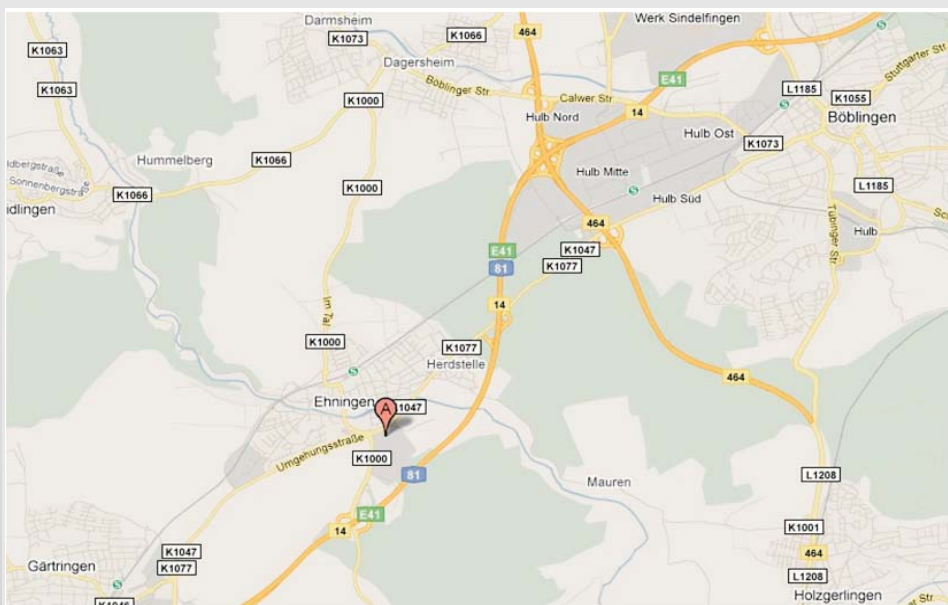 Darmsheim
K1063
K1073
K1066
14
464
Werk Sindelfingen
Dagersheim
E41
Stuttgarter Str
K1063
Böblinger Str
Calwer Str
L1185
K1055
K1000
14
Hulb Nord
Böblingen
Hulb Ost
K1073
Hummelberg
K1066
Hulb Mitte
Sonnenbergstraße
K1000
K1066
Hulb Süd
L1185
464
Tübinger Str
Hulb
E41
K1047
81
K1077
Im Tal
14
K1000
K1077
Herdstelle
464
Ehningen
A
K1047
Umgehungsstraße
K1000
81
L1208
Mauren
E41
14
K1001
K1047
464
Gärtringen
K1077
L1208
Holzgerlingen